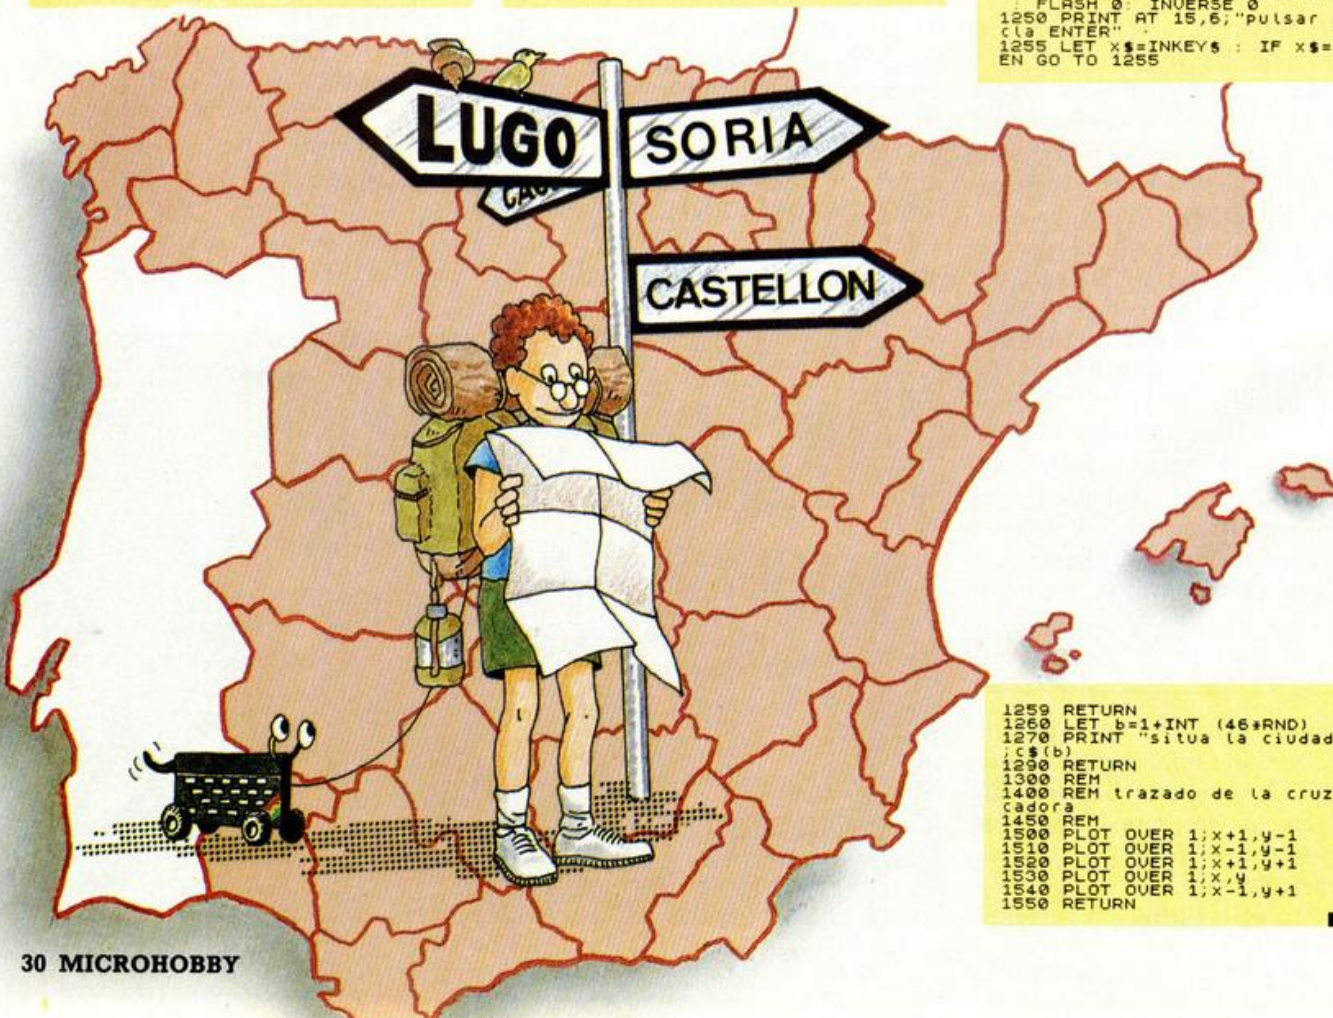 : FLASH 0: INVERSE 0
1250 PRINT AT 15,6;"pulsar
cla ENTER"
1255 LET x$=INKEY$ : IF x$=
EN GO TO 1255
LUGO
SORIA
CASTELLON
1259 RETURN
1260 LET b=1+INT (46*RND)
1270 PRINT "situa la ciudad
;c$(b)
1290 RETURN
1300 REM
1400 REM trazado de la cruz
cadora
1450 REM
1500 PLOT OVER 1;x+1,y-1
1510 PLOT OVER 1;x-1,y-1
1520 PLOT OVER 1;x+1,y+1
1530 PLOT OVER 1;x,y
1540 PLOT OVER 1;x-1,y+1
1550 RETURN
30 MICROHOBBY